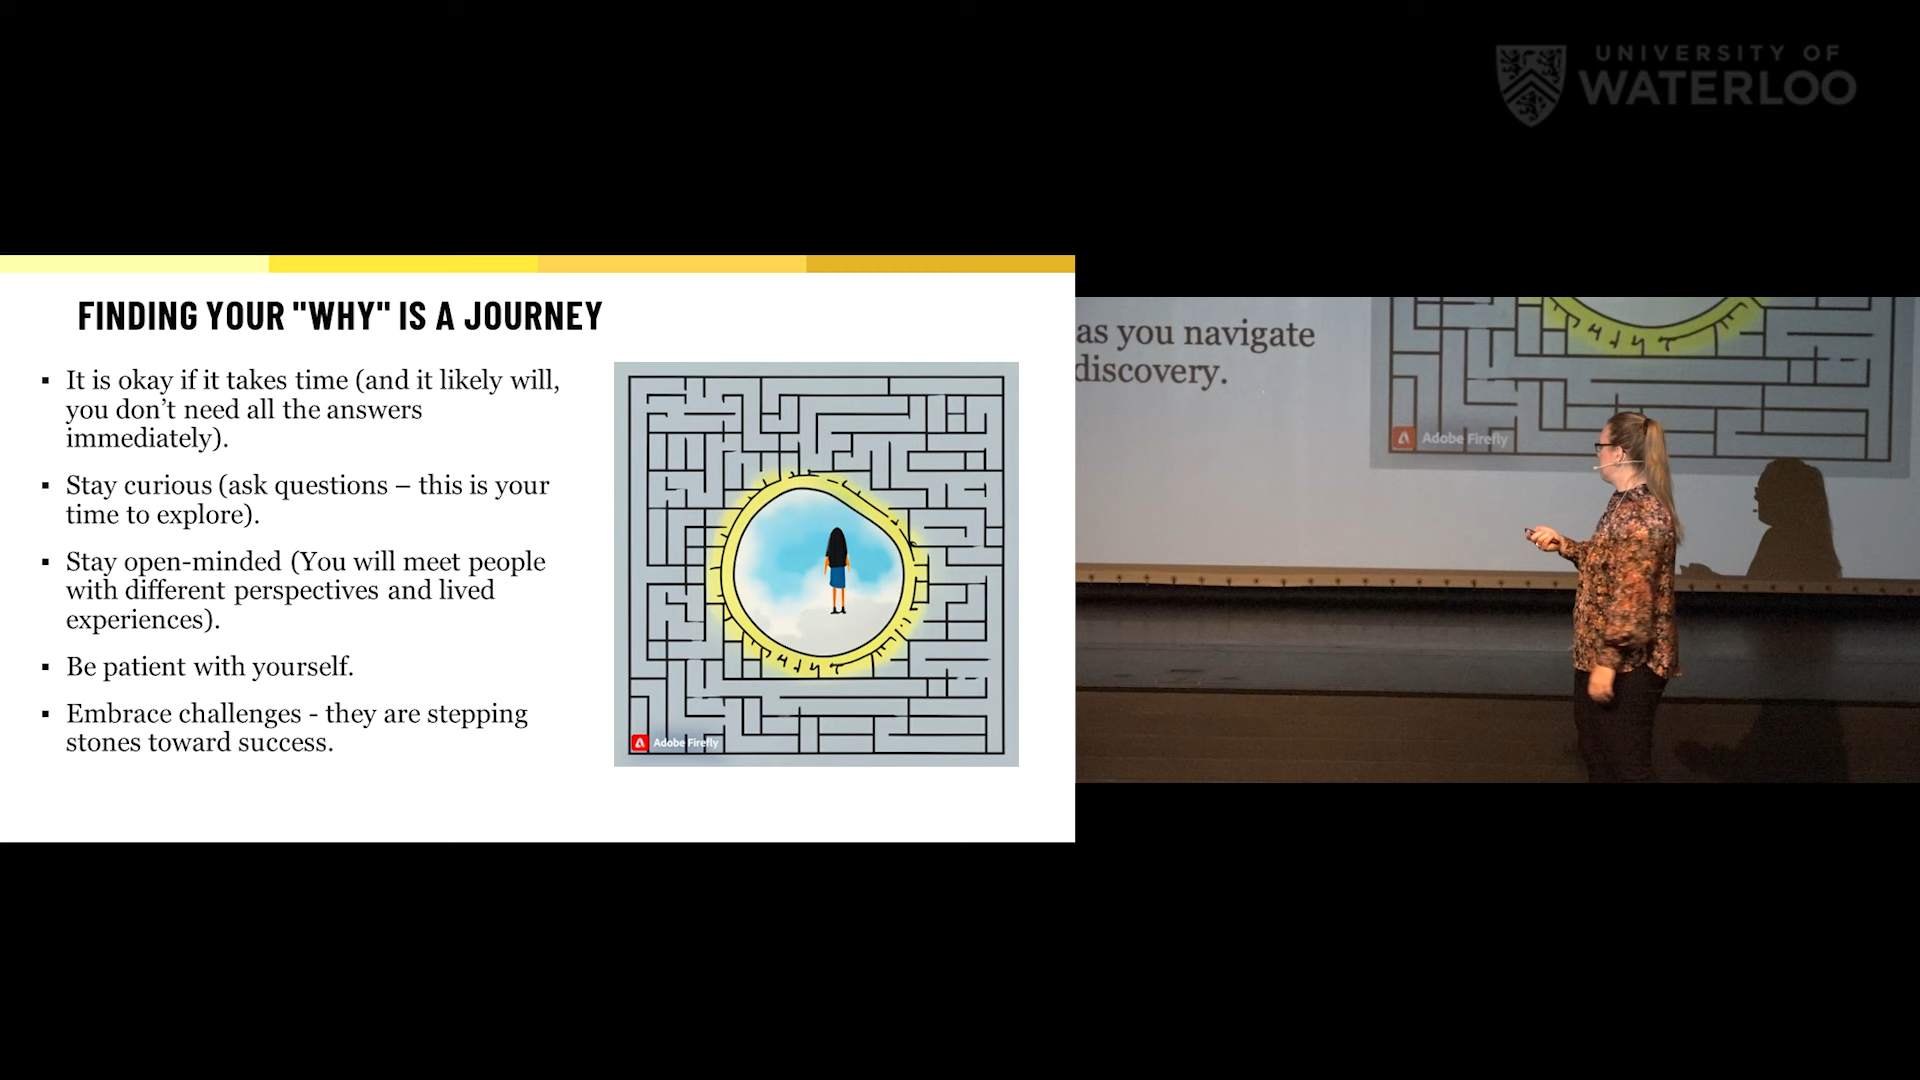 UNIVERSITY OF
WATERLOO
FINDING YOUR "WHY" IS A JOURNEY
▪ It is okay if it takes time (and it likely will,
you don’t need all the answers
immediately).
▪ Stay curious (ask questions – this is your
time to explore).
▪ Stay open-minded (You will meet people
with different perspectives and lived
experiences).
▪ Be patient with yourself.
▪ Embrace challenges - they are stepping
stones toward success.
Adobe Firefly
as you navigate
discovery.
Adobe Firefly